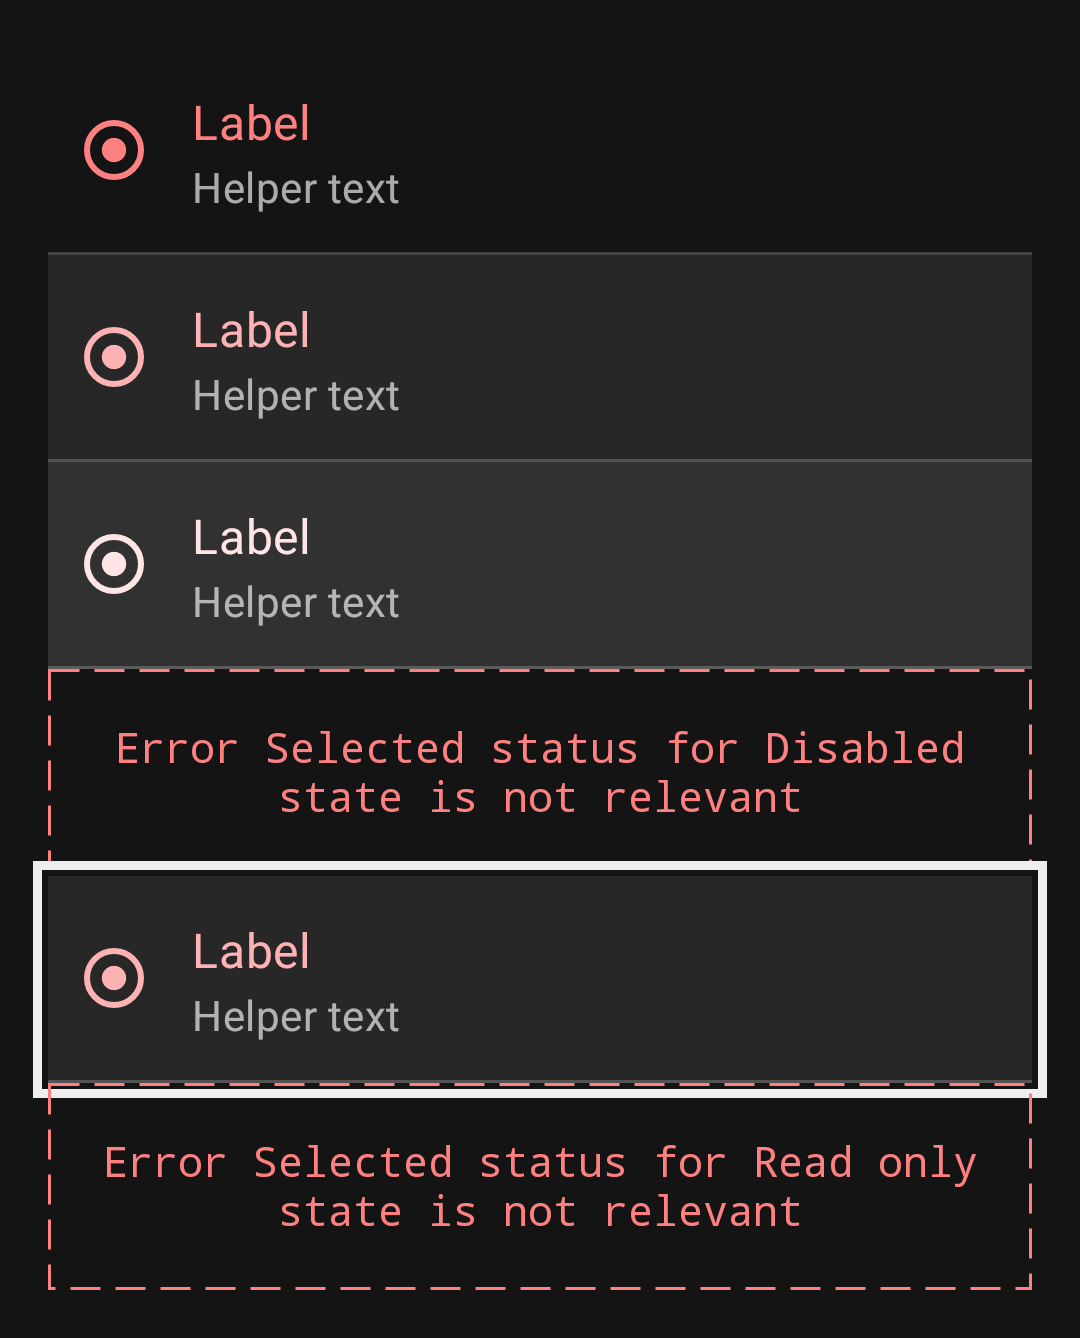 Label
Helper text
Label
Helper text
Label
Helper text
Error Selected status for Disabled
state is not relevant
Label
Helper text
Error Selected status for Read only
state is not relevant